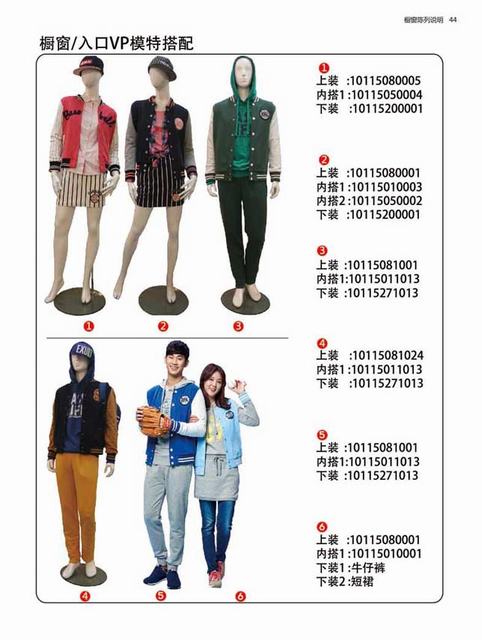 橱窗陈列说明 44
橱窗/入口VP模特搭配
1
上装 :10115080005
内搭1 :10115050004
下装 :10115200001
2
上装 :10115080001
内搭1 :10115010003
内搭2 :10115050002
下装 :10115200001
3
上装 :10115081001
内搭1:10115011013
下装 :10115271013
1 2 3
4
上装 :10115081024
内搭1 :10115011013
下装 :10115271013
EXUO
5
上装 :10115081001
内搭1:10115011013
下装 :10115271013
6
上装 :10115080001
内搭1 :10115010001
下装1 :牛仔裤
下装2 :短裙
4 5 6